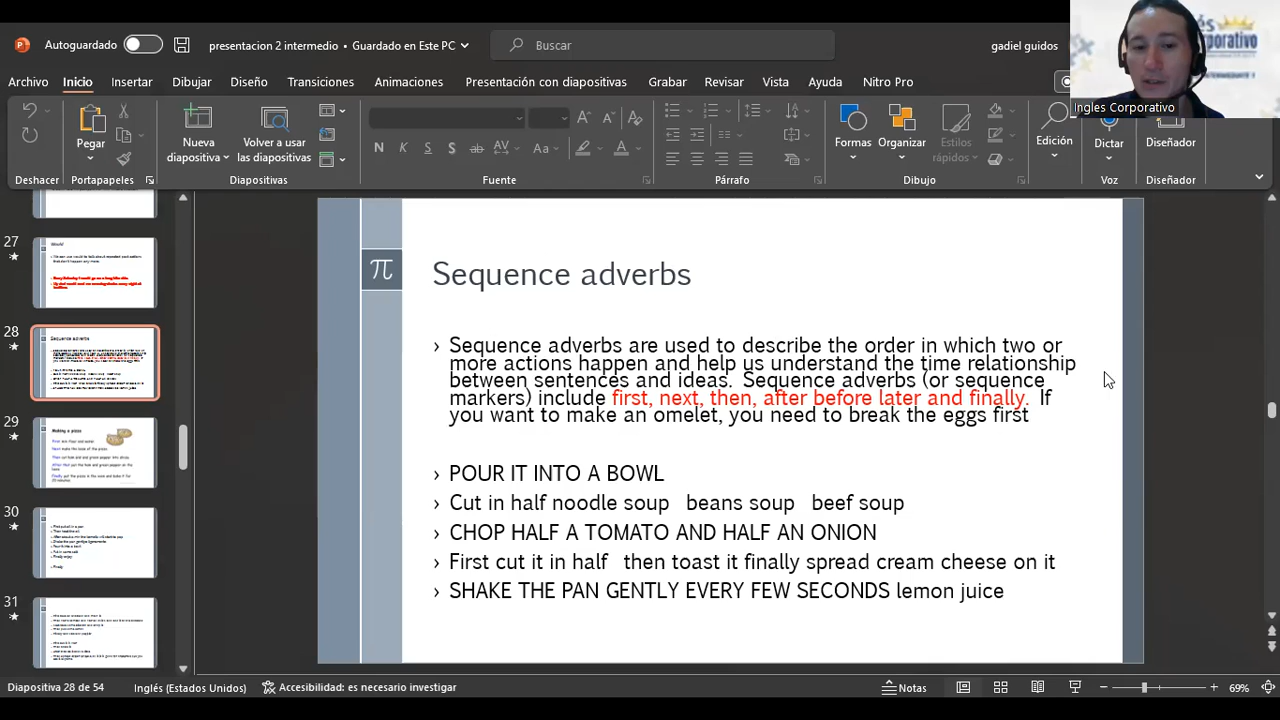 Autoguardado
presentacion 2 intermedio • Guardado en Este PC
Buscar
gadiel guidos
Ingles Corporativo
Archivo Inicio Insertar Dibujar Diseño Transiciones Animaciones Presentación con diapositivas Grabar Revisar Vista Ayuda Nitro Pro
Pegar
Nueva diapositiva
Volver a usar las diapositivas
N K S S ab AV Aa A
Formas
Organizar
Estilos rápidos
Edición
Dictar
Diseñador
Deshacer Portapapeles Diapositivas Fuente Párrafo Dibujo Voz Diseñador
27
28
29
Making a pizza
30
31
π
Sequence adverbs
› Sequence adverbs are used to describe the order in which two or
more actions happen and help us understand the time relationship
between sentences and ideas. Sequence adverbs (or sequence
markers) include first, next, then, after before later and finally. If
you want to make an omelet, you need to break the eggs first
› POUR IT INTO A BOWL
› Cut in half noodle soup beans soup beef soup
› CHOP HALF A TOMATO AND HALF AN ONION
› First cut it in half then toast it finally spread cream cheese on it
› SHAKE THE PAN GENTLY EVERY FEW SECONDS lemon juice
Diapositiva 28 de 54 Inglés (Estados Unidos) Accesibilidad: es necesario investigar Notas 69%